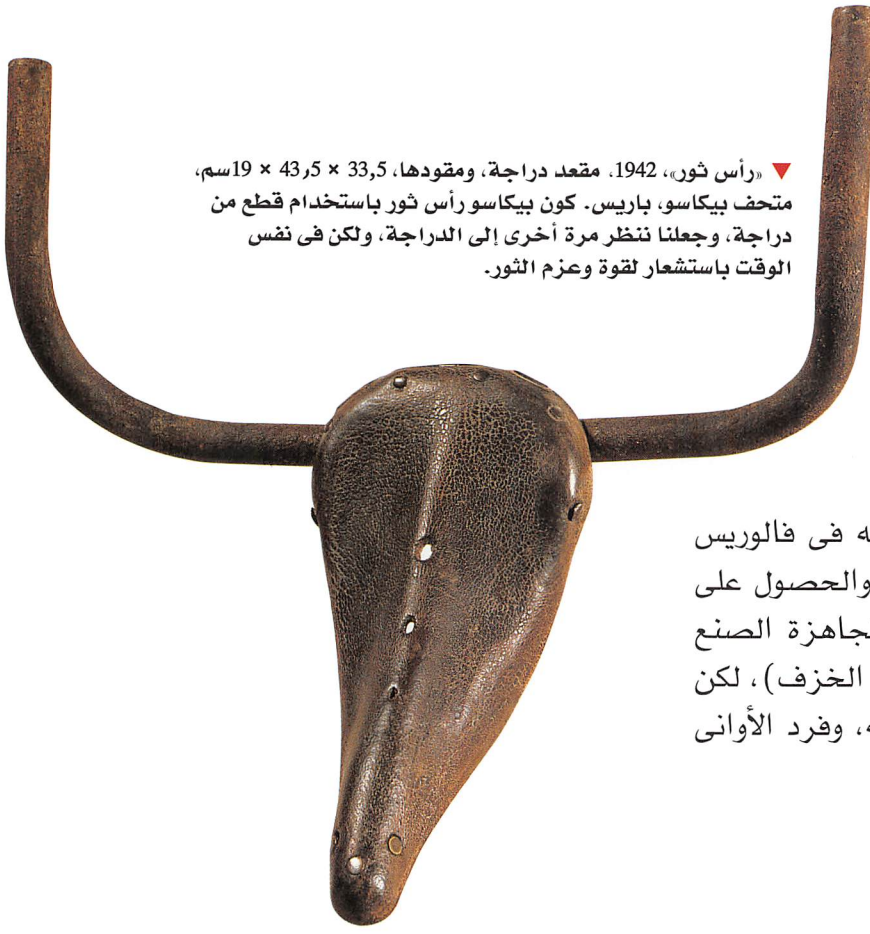 ▼ «رأس ثور»، 1942، مقعد دراجة، ومقودها، 33,5 × 43٫5 × 19سم،
متحف بيكاسو، باريس. كون بيكاسو رأس ثور باستخدام قطع من
دراجة، وجعلنا ننظر مرة أخرى إلى الدراجة، ولكن فى نفس
الوقت باستشعار لقوة وعزم الثور.
ه فى فالوريس
والحصول على
جاهزة الصنع
الخزف)، لكن
ه، وفرد الأوانى